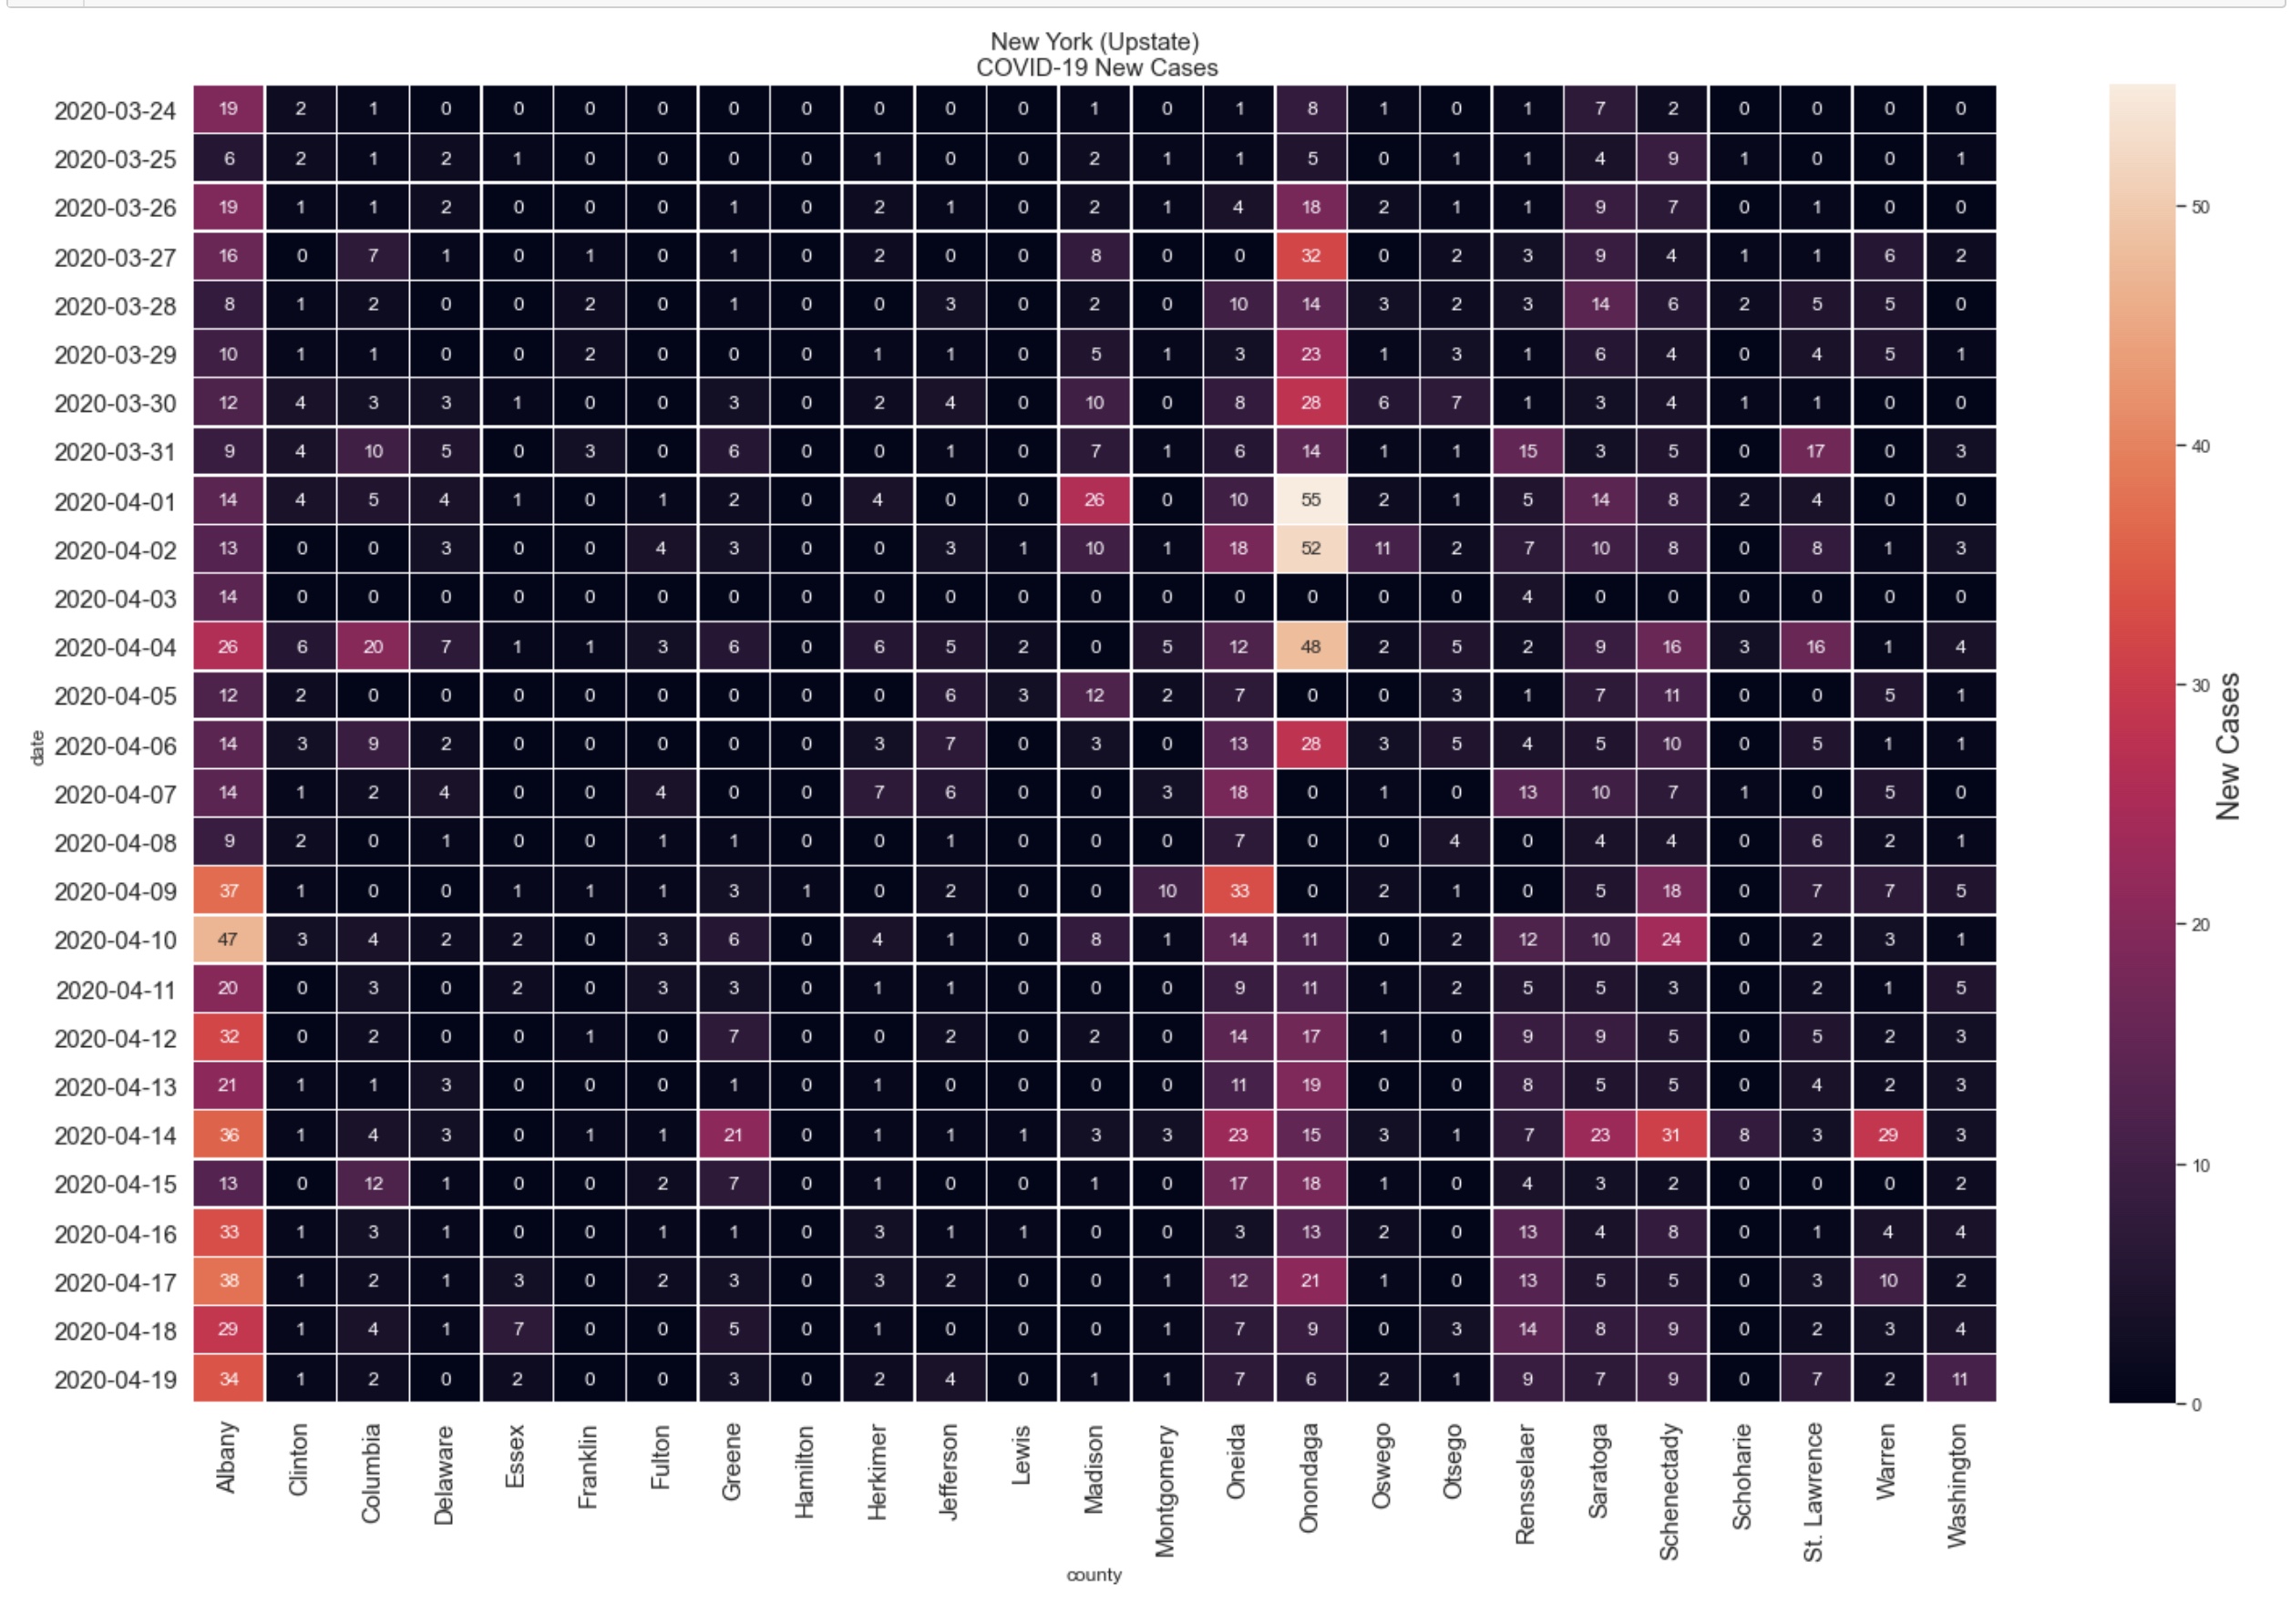 New York (Upstate)
COVID-19 New Cases
2020-03-24 19 2 1 0 0 0 0 0 0 0 0 0 1 0 1 8 1 0 1 7 2 0 0 0 0
2020-03-25 6 2 1 2 1 0 0 0 0 1 0 0 2 1 1 5 0 1 1 4 9 1 0 0 1
2020-03-26 19 1 1 2 0 0 0 1 0 2 1 0 2 1 4 18 2 1 1 9 7 0 1 0 0
2020-03-27 16 0 7 1 0 1 0 1 0 2 0 0 8 0 0 32 0 2 3 9 4 1 1 6 2
2020-03-28 8 1 2 0 0 2 0 1 0 0 3 0 2 0 10 14 3 2 3 14 6 2 5 5 0
2020-03-29 10 1 1 0 0 2 0 0 0 1 1 0 5 1 3 23 1 3 1 6 4 0 4 5 1
2020-03-30 12 4 3 3 1 0 0 3 0 2 4 0 10 0 8 28 6 7 1 3 4 1 1 0 0
2020-03-31 9 4 10 5 0 3 0 6 0 0 1 0 7 1 6 14 1 1 15 3 5 0 17 0 3
2020-04-01 14 4 5 4 1 0 1 2 0 4 0 0 26 0 10 55 2 1 5 14 8 2 4 0 0
2020-04-02 13 0 0 3 0 0 4 3 0 0 3 1 10 1 18 52 11 2 7 10 8 0 8 1 3
2020-04-03 14 0 0 0 0 0 0 0 0 0 0 0 0 0 0 0 0 0 4 0 0 0 0 0 0
2020-04-04 26 6 20 7 1 1 3 6 0 6 5 2 0 5 12 48 2 5 2 9 16 3 16 1 4
2020-04-05 12 2 0 0 0 0 0 0 0 0 6 3 12 2 7 0 0 3 1 7 11 0 0 5 1
2020-04-06 14 3 9 2 0 0 0 0 0 3 7 0 3 0 13 28 3 5 4 5 10 0 5 1 1
2020-04-07 14 1 2 4 0 0 4 0 0 7 6 0 0 3 18 0 1 0 13 10 7 1 0 5 0
2020-04-08 9 2 0 1 0 0 1 1 0 0 1 0 0 0 7 0 0 4 0 4 4 0 6 2 1
2020-04-09 37 1 0 0 1 1 1 3 1 0 2 0 0 10 33 0 2 1 0 5 18 0 7 7 5
2020-04-10 47 3 4 2 2 0 3 6 0 4 1 0 8 1 14 11 0 2 12 10 24 0 2 3 1
2020-04-11 20 0 3 0 2 0 3 3 0 1 1 0 0 0 9 11 1 2 5 5 3 0 2 1 5
2020-04-12 32 0 2 0 0 1 0 7 0 0 2 0 2 0 14 17 1 0 9 9 5 0 5 2 3
2020-04-13 21 1 1 3 0 0 0 1 0 1 0 0 0 0 11 19 0 0 8 5 5 0 4 2 3
2020-04-14 36 1 4 3 0 1 1 21 0 1 1 1 3 3 23 15 3 1 7 23 31 8 3 29 3
2020-04-15 13 0 12 1 0 0 2 7 0 1 0 0 1 0 17 18 1 0 4 3 2 0 0 0 2
2020-04-16 33 1 3 1 0 0 1 1 0 3 1 1 0 0 3 13 2 0 13 4 8 0 1 4 4
2020-04-17 38 1 2 1 3 0 2 3 0 3 2 0 0 1 12 21 1 0 13 5 5 0 3 10 2
2020-04-18 29 1 4 1 7 0 0 5 0 1 0 0 0 1 7 9 0 3 14 8 9 0 2 3 4
2020-04-19 34 1 2 0 2 0 0 3 0 2 4 0 1 1 7 6 2 1 9 7 9 0 7 2 11
date
Albany Clinton Columbia Delaware Essex Franklin Fulton Greene Hamilton Herkimer Jefferson Lewis Madison Montgomery Oneida Onondaga Oswego Otsego Rensselaer Saratoga Schenectady Schoharie St. Lawrence Warren Washington
county
50
40
30
20
10
0
New Cases